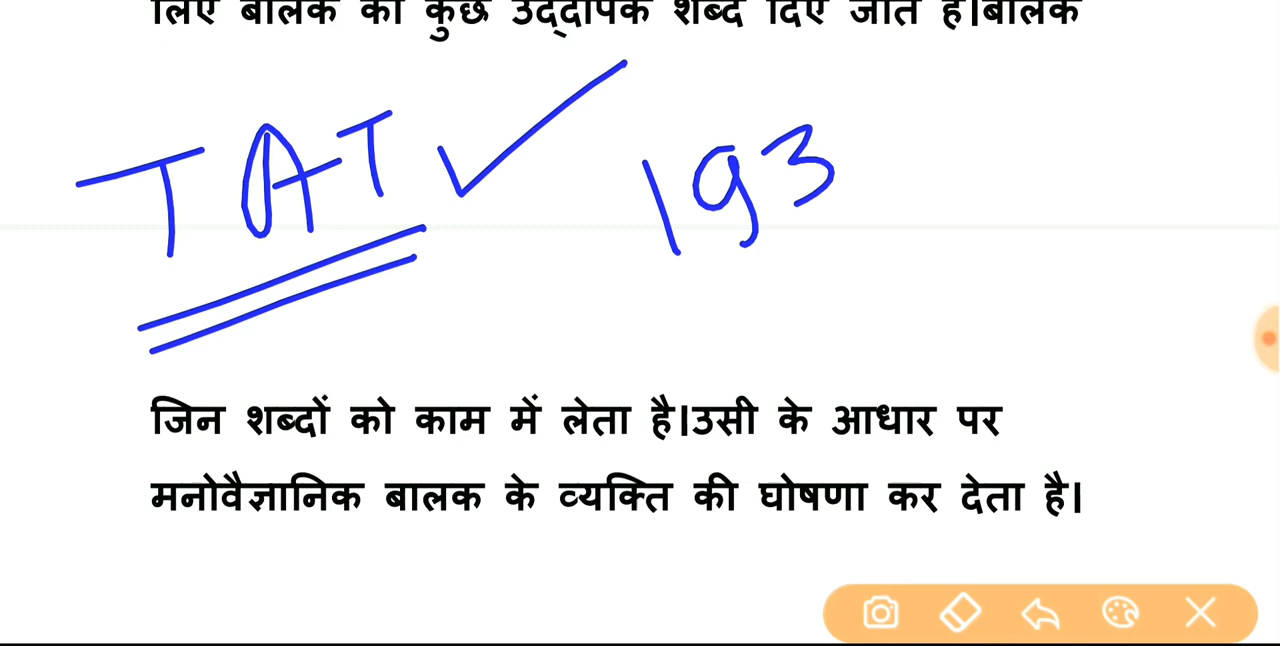 लिए बालक को कुछ उद्दीपक शब्द दिए जाते है।बालक
TAT 193
जिन शब्दों को काम में लेता है।उसी के आधार पर
मनोवैज्ञानिक बालक के व्यक्ति की घोषणा कर देता है।